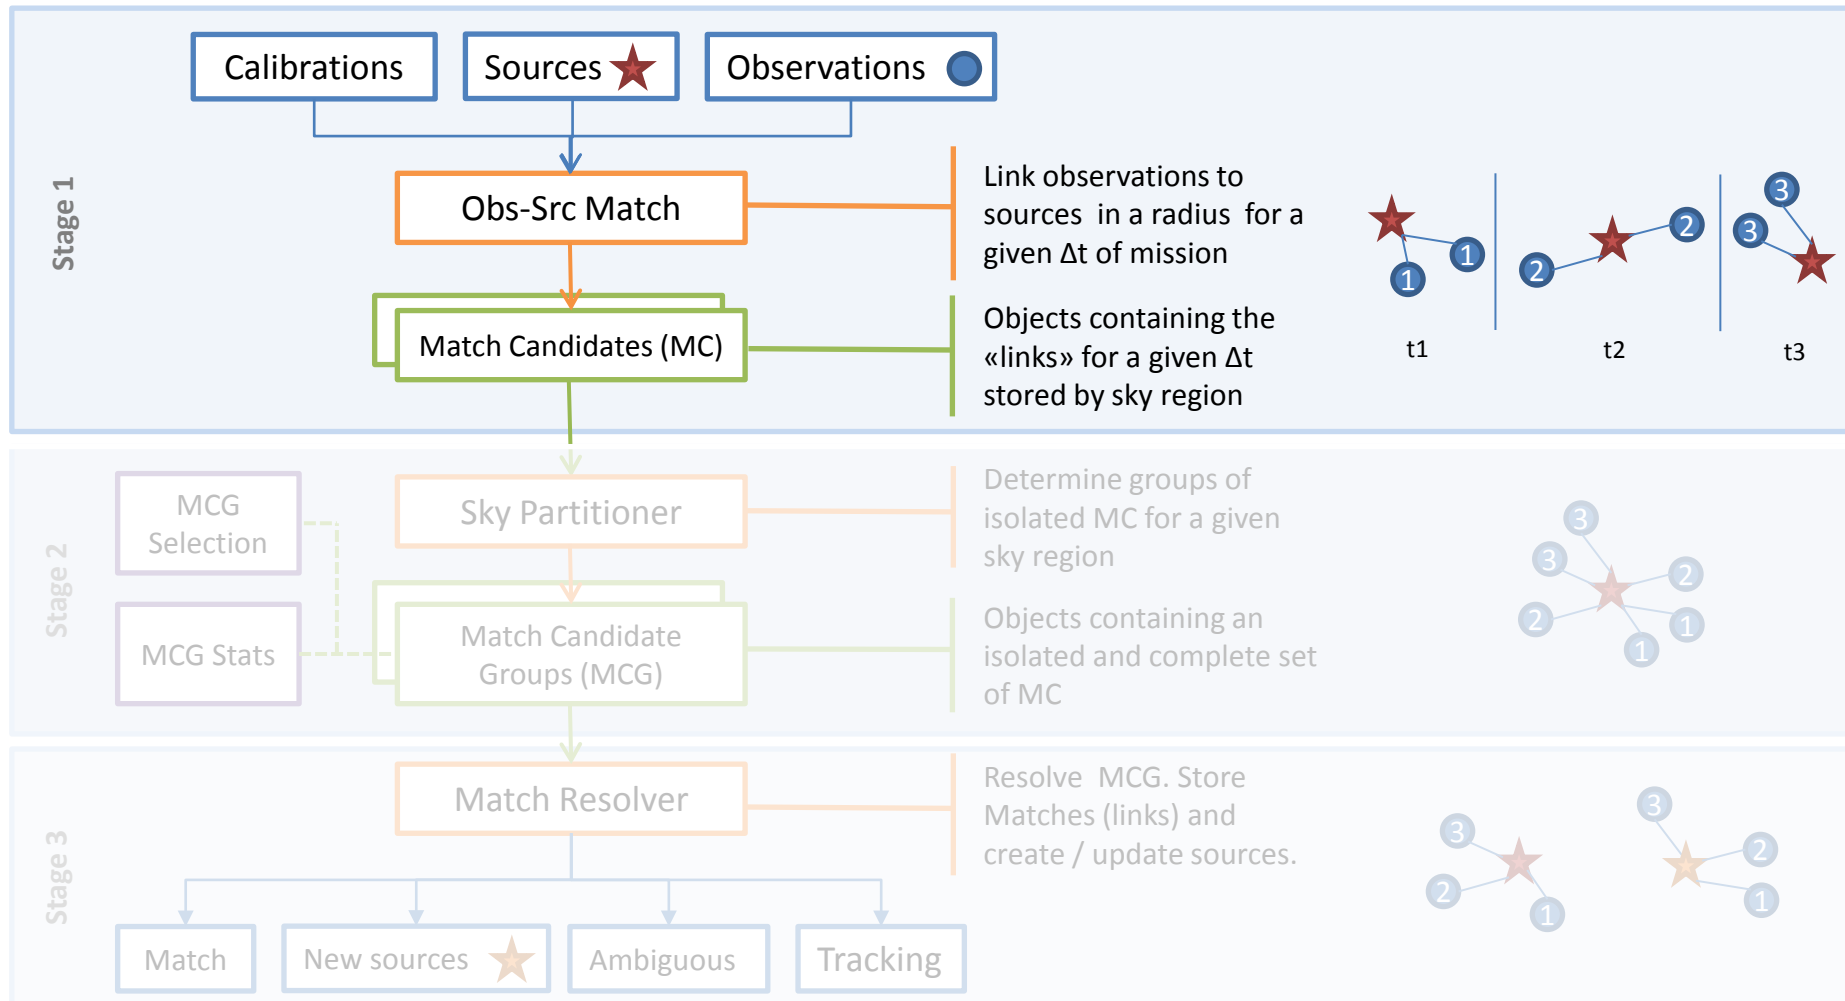 Calibrations
Sources
Observations
Stage 1
Obs-Src Match
Link observations to
sources in a radius for a
given Δt of mission
Match Candidates (MC)
Objects containing the
«links» for a given Δt
stored by sky region
1
1
2
2
3
3
t1
t2
t3
Stage 2
MCG
Selection
MCG Stats
Sky Partitioner
Determine groups of
isolated MC for a given
sky region
Match Candidate
Groups (MCG)
Objects containing an
isolated and complete set
of MC
3
3
2
2
1
1
Stage 3
Match Resolver
Resolve MCG. Store
Matches (links) and
create / update sources.
3
2
1
3
2
1
Match
New sources
Ambiguous
Tracking